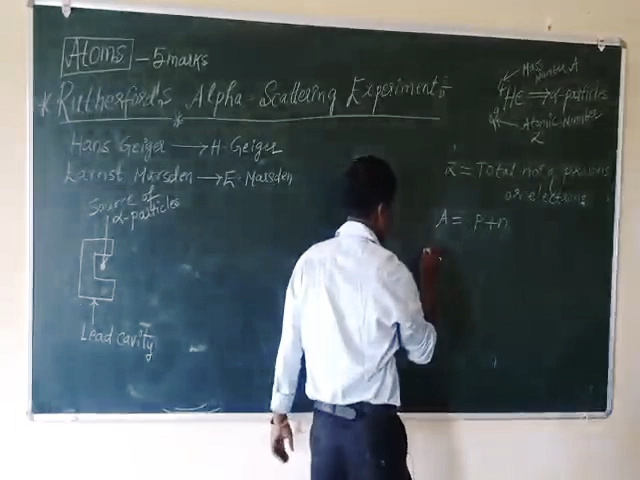 Atoms - 5 marks
* Rutherford's Alpha-Scattering Experiment:
*
Hans Geiger → H. Geiger
Earnst Marsden → E. Marsden
Source of
α-particles
Lead cavity
Mass
Number A
He ⇒ α-particles
Atomic Number
Z
Z = Total no. of protons
or electrons
A = P+n